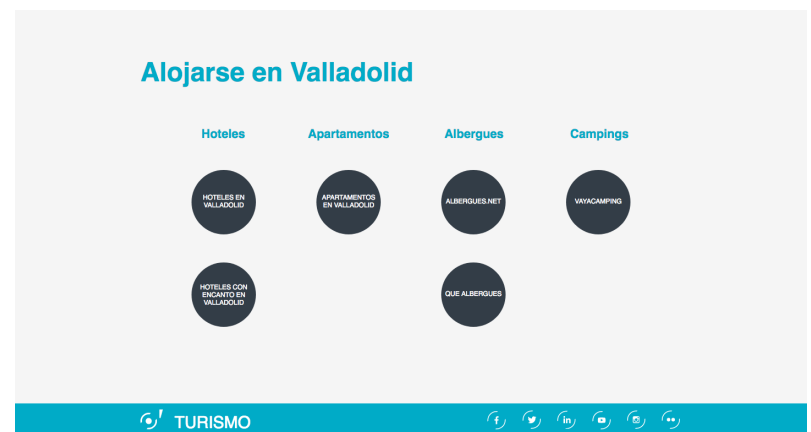 Alojarse en Valladolid
Hoteles
Apartamentos
Albergues
Campings
HOTELES EN
VALLADOLID
APARTAMENTOS
EN VALLADOLID
ALBERGUES.NET
VAYACAMPING
HOTELES CON
ENCANTO EN
VALLADOLID
QUE ALBERGUES
TURISMO